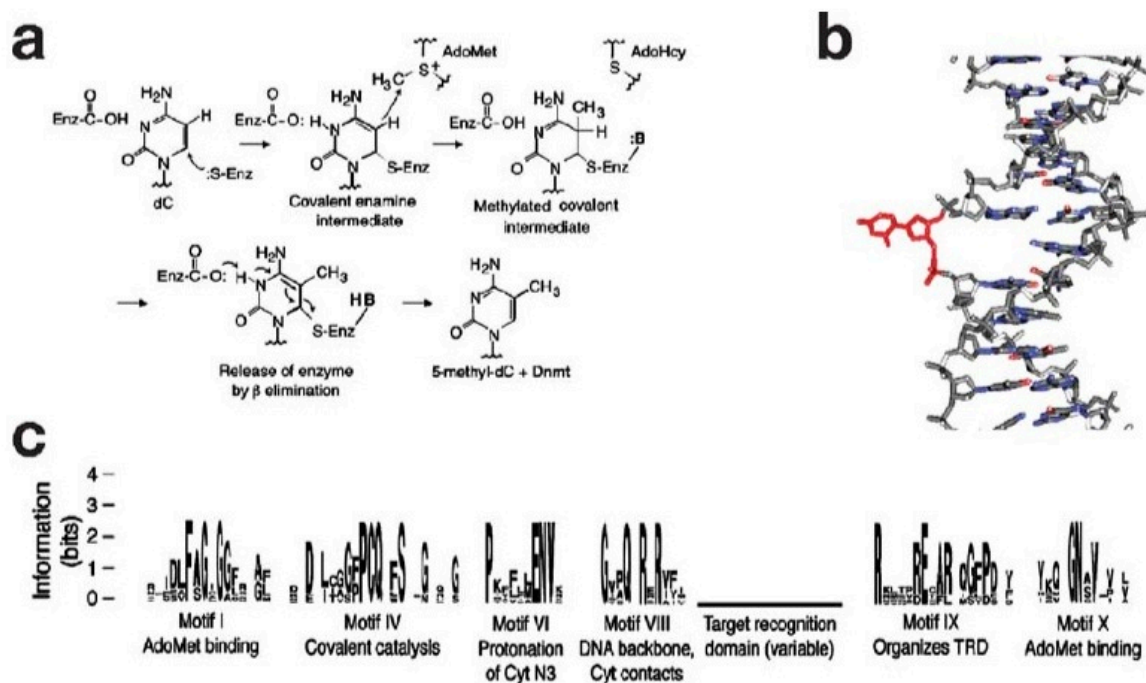 a
b
AdoMet
AdoHcy
S+
S
H3C
O
Enz-C-OH
H2N
H
N
O
N
:S-Enz
dC
O
Enz-C-O:
H2N
H
H
N
O
N
S-Enz
Covalent enamine
intermediate
O
Enz-C-OH
H2N
CH3
H
:B
N
O
N
S-Enz
Methylated covalent
intermediate
O
Enz-C-O:
H2N
CH3
H
N
O
N
S-Enz
HB
Release of enzyme
by β elimination
H2N
CH3
N
O
N
5-methyl-dC + Dnmt
c
Information
(bits)
4
3
2
1
0
Motif I
AdoMet binding
Motif IV
Covalent catalysis
Motif VI
Protonation
of Cyt N3
Motif VIII
DNA backbone,
Cyt contacts
Target recognition
domain (variable)
Motif IX
Organizes TRD
Motif X
AdoMet binding